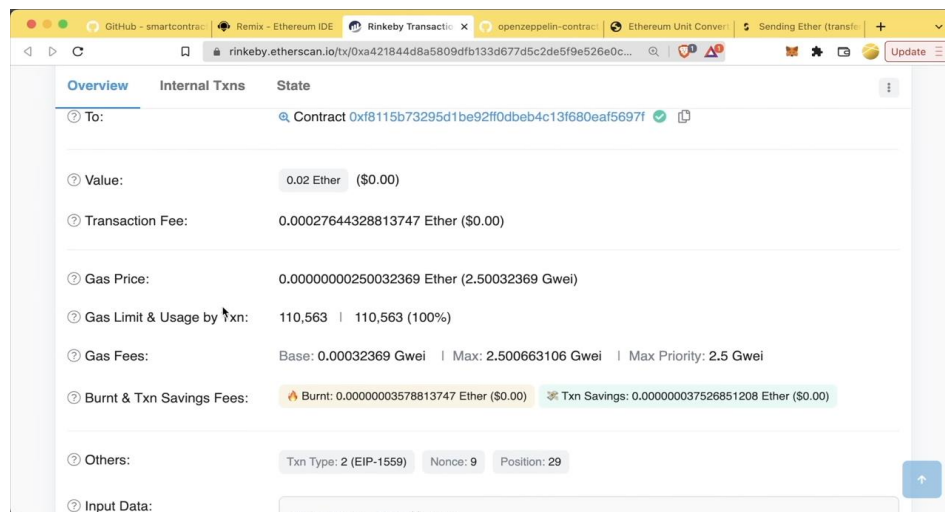 GitHub - smartcontrac
Remix - Ethereum IDE
Rinkeby Transactio
openzeppelin-contract
Ethereum Unit Convert
Sending Ether (transfe
rinkeby.etherscan.io/tx/0xa421844d8a5809dfb133d677d5c2de5f9e526e0c...
Update
Overview Internal Txns State
To: Contract 0xf8115b73295d1be92ff0dbeb4c13f680eaf5697f
Value: 0.02 Ether ($0.00)
Transaction Fee: 0.00027644328813747 Ether ($0.00)
Gas Price: 0.00000000250032369 Ether (2.50032369 Gwei)
Gas Limit & Usage by Txn: 110,563 | 110,563 (100%)
Gas Fees: Base: 0.00032369 Gwei | Max: 2.500663106 Gwei | Max Priority: 2.5 Gwei
Burnt & Txn Savings Fees: Burnt: 0.00000003578813747 Ether ($0.00) Txn Savings: 0.000000037526851208 Ether ($0.00)
Others: Txn Type: 2 (EIP-1559) Nonce: 9 Position: 29
Input Data: